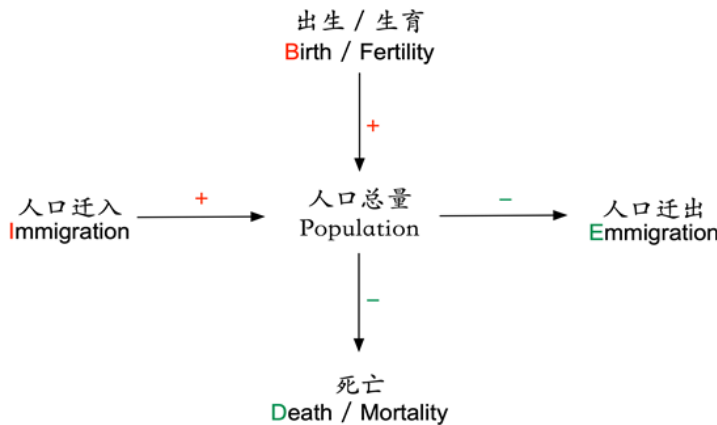 出生 / 生育
Birth / Fertility
+
人口迁入
Immigration
+
人口总量
Population
−
人口迁出
Emmigration
−
死亡
Death / Mortality